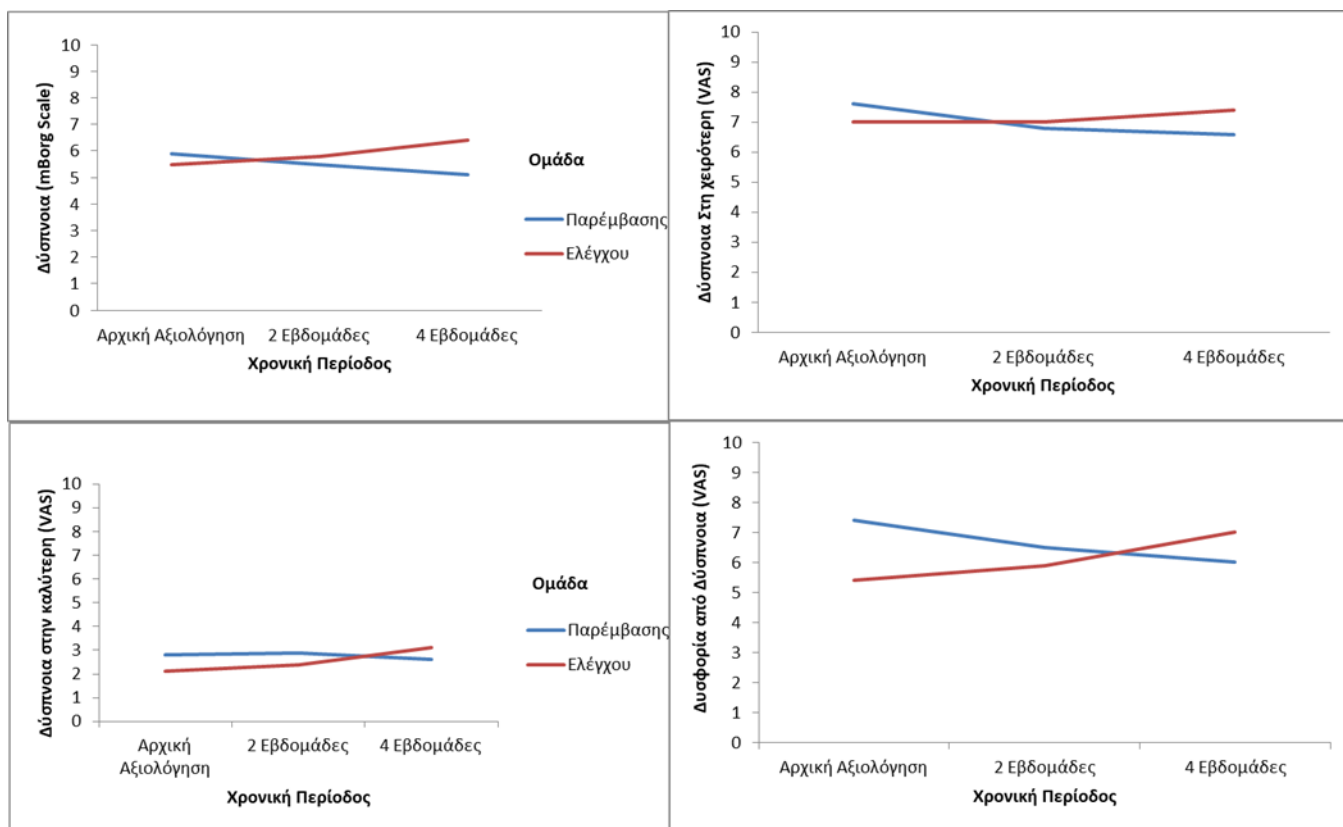 Δύσπνοια (mBorg Scale)
10
9
8
7
6
5
4
3
2
1
0
Αρχική Αξιολόγηση
2 Εβδομάδες
4 Εβδομάδες
Χρονική Περίοδος
Ομάδα
Παρέμβασης
Ελέγχου
Δύσπνοια Στη χειρότερη (VAS)
10
9
8
7
6
5
4
3
2
1
0
Αρχική Αξιολόγηση
2 Εβδομάδες
4 Εβδομάδες
Χρονική Περίοδος
Δύσπνοια στην καλύτερη (VAS)
10
9
8
7
6
5
4
3
2
1
0
Αρχική
Αξιολόγηση
2 Εβδομάδες
4 Εβδομάδες
Χρονική Περίοδος
Ομάδα
Παρέμβασης
Ελέγχου
Δυσφορία από Δύσπνοια (VAS)
10
9
8
7
6
5
4
3
2
1
0
Αρχική Αξιολόγηση
2 Εβδομάδες
4 Εβδομάδες
Χρονική Περίοδος